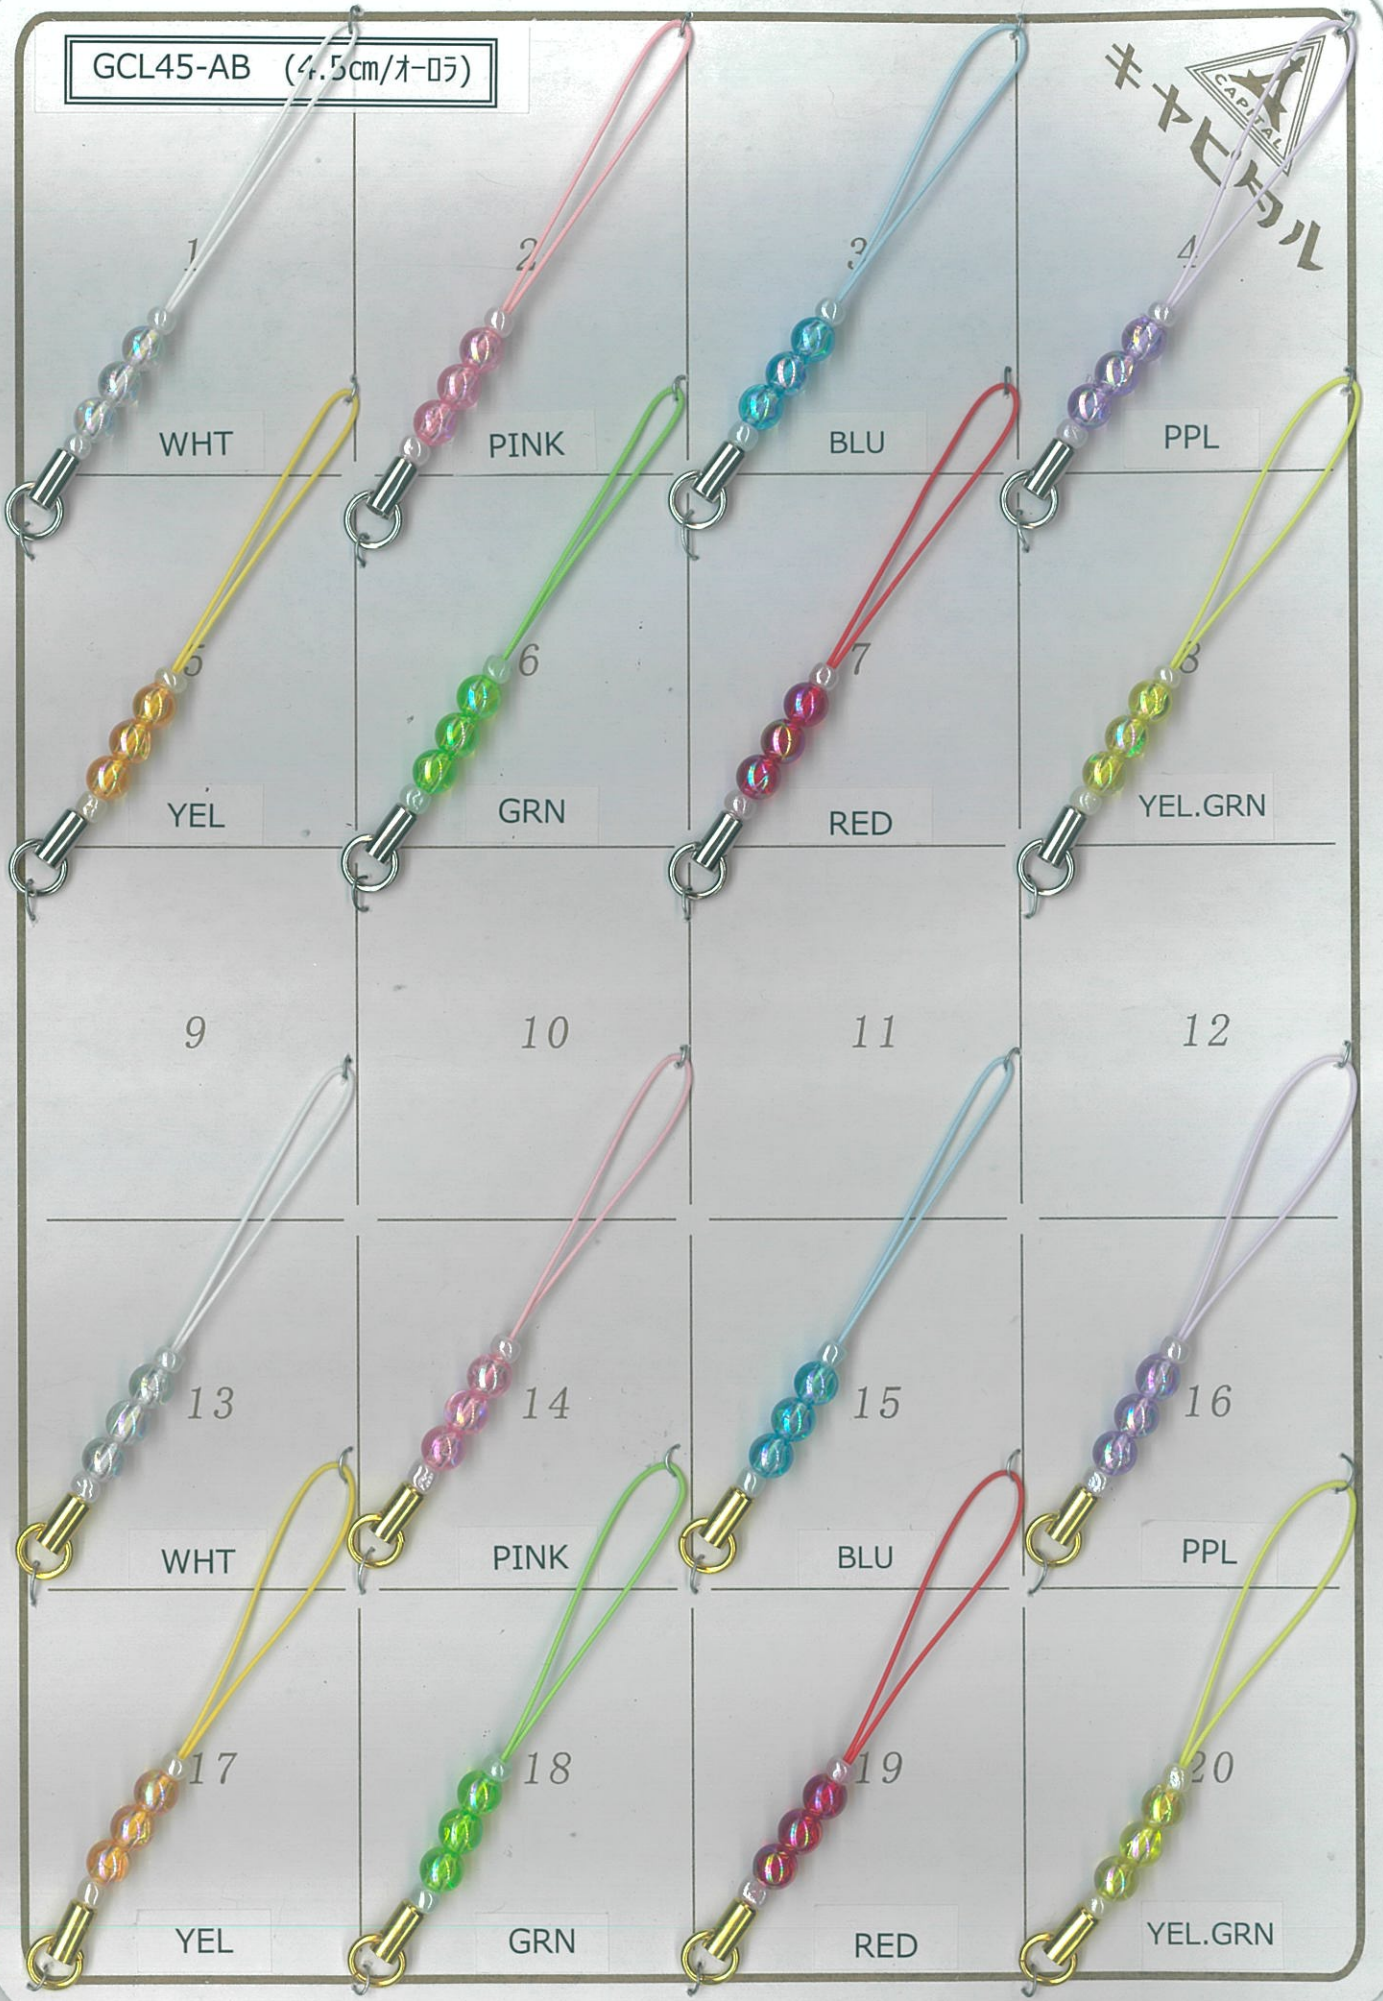 GCL45-AB (4.5cm/オーロラ)
CAPITAL
キャピタル
1 2 3 4
WHT PINK BLU PPL
5 6 7 8
YEL GRN RED YEL.GRN
9 10 11 12
13 14 15 16
WHT PINK BLU PPL
17 18 19 20
YEL GRN RED YEL.GRN